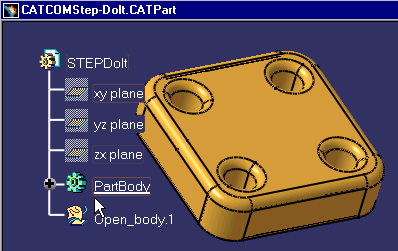 CATCOMStep-DoIt.CATPart
STEPDoIt
xy plane
yz plane
zx plane
PartBody
Open_body.1